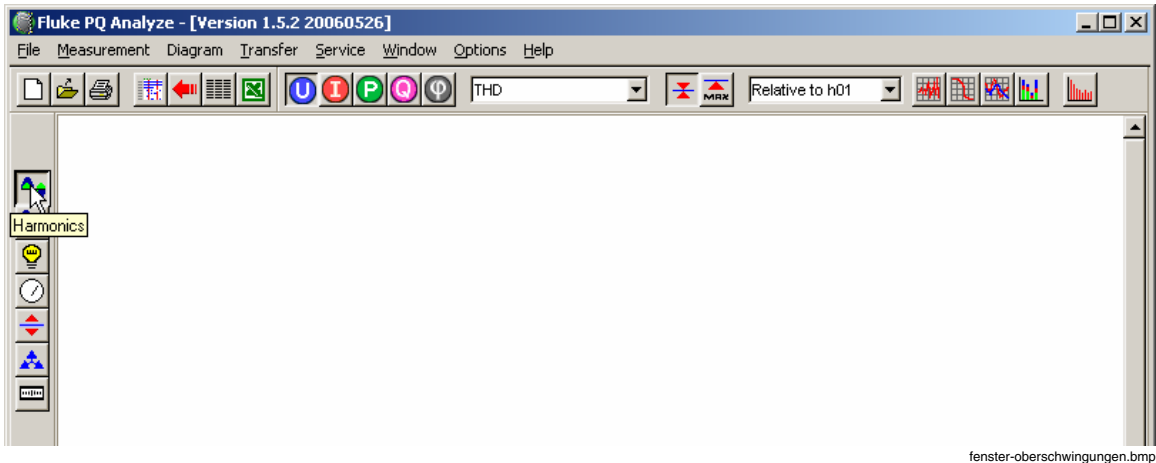 Fluke PQ Analyze - [Version 1.5.2 20060526]
File Measurement Diagram Transfer Service Window Options Help
U I P Q φ THD MAX Relative to h01
Harmonics
fenster-oberschwingungen.bmp